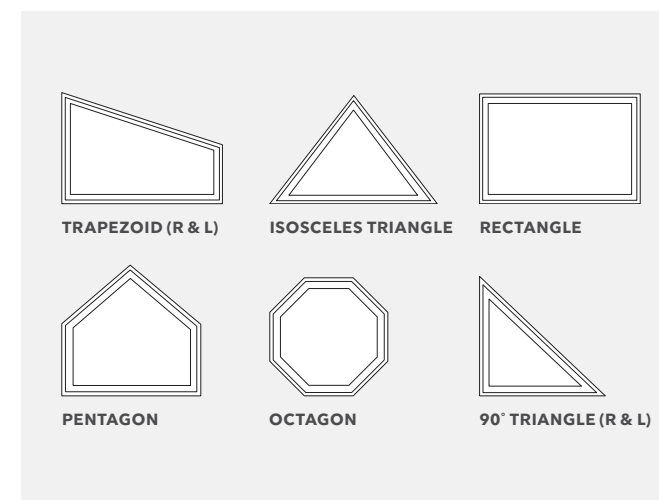 TRAPEZOID (R & L)
ISOSCELES TRIANGLE
RECTANGLE
PENTAGON
OCTAGON
90° TRIANGLE (R & L)